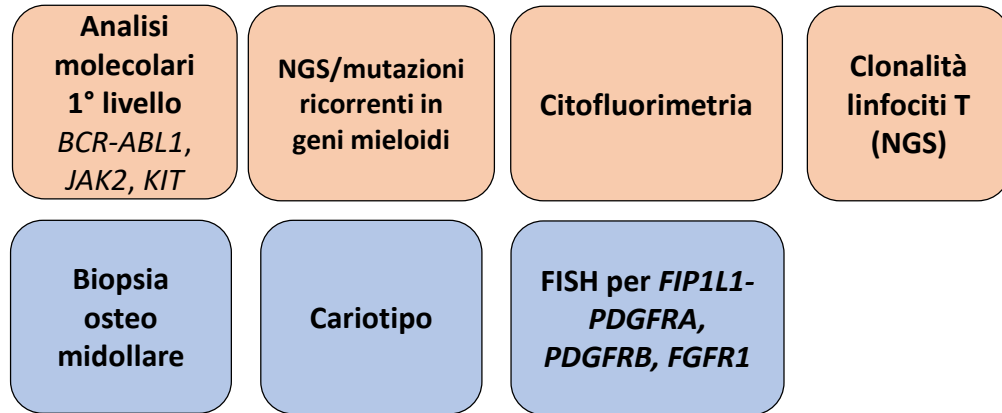 Analisi
molecolari
1° livello
BCR-ABL1,
JAK2, KIT
NGS/mutazioni
ricorrenti in
geni mieloidi
Citofluorimetria
Clonalità
linfociti T
(NGS)
Biopsia
osteo
midollare
Cariotipo
FISH per FIP1L1-
PDGFRA,
PDGFRB, FGFR1